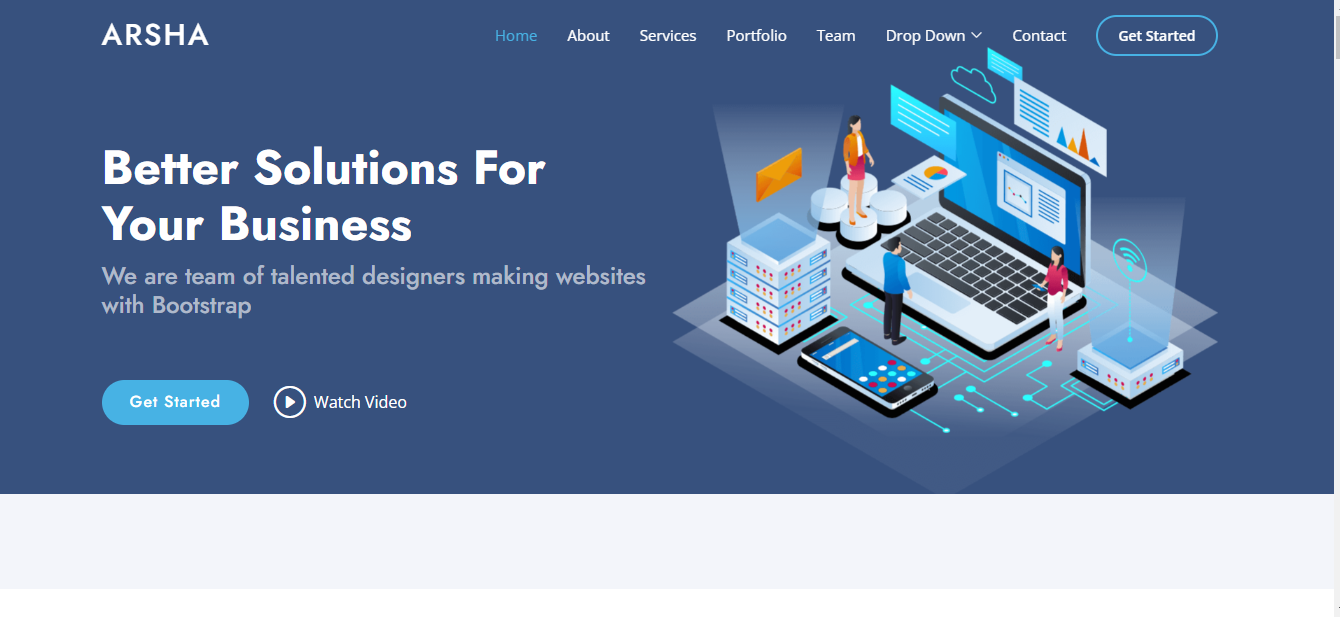 ARSHA
Home About Services Portfolio Team Drop Down Contact Get Started
Better Solutions For
Your Business
We are team of talented designers making websites
with Bootstrap
Get Started Watch Video